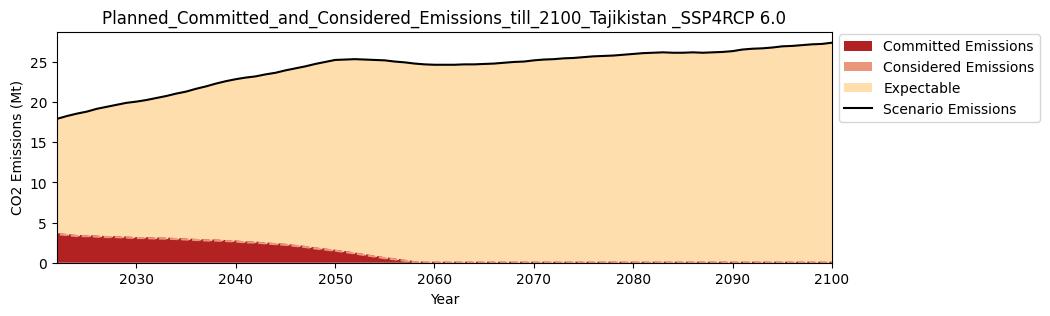 Planned_Committed_and_Considered_Emissions_till_2100_Tajikistan _SSP4RCP 6.0
Committed Emissions
Considered Emissions
Expectable
Scenario Emissions
CO2 Emissions (Mt)
25
20
15
10
5
0
2030 2040 2050 2060 2070 2080 2090 2100
Year